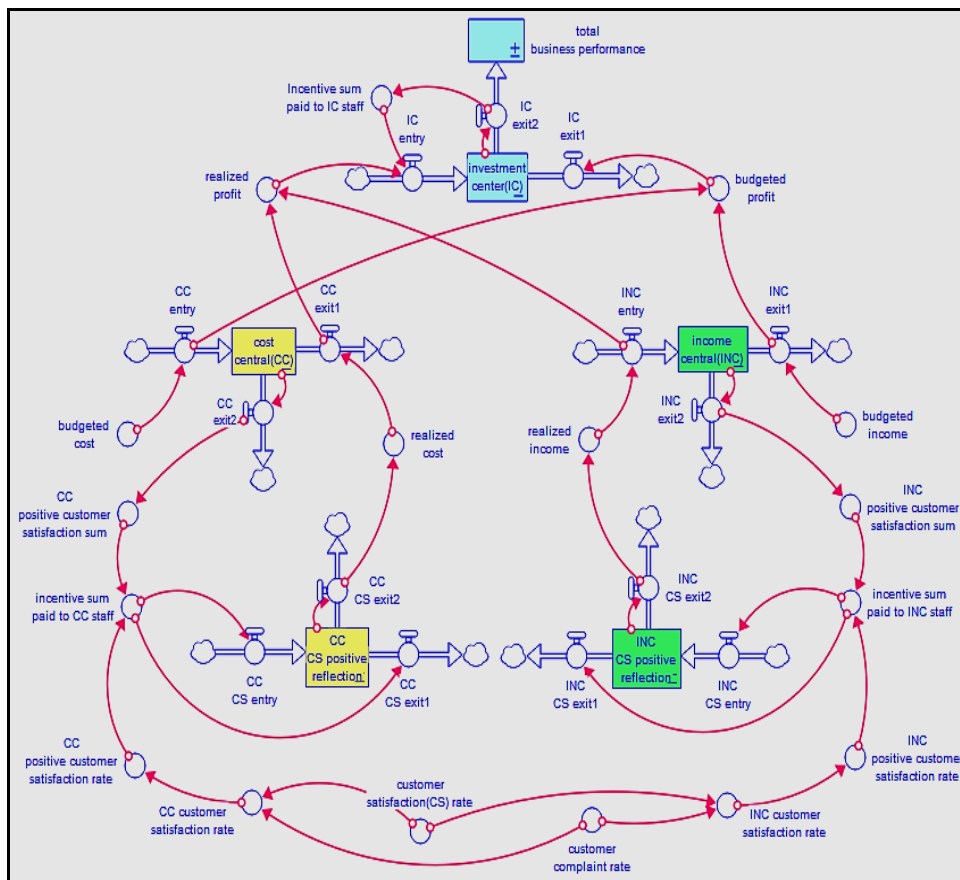 total
business performance
±
Incentive sum
paid to IC staff
IC
exit2
IC
entry
IC
exit1
realized
profit
investment
center(IC)
budgeted
profit
CC
entry
CC
exit1
INC
entry
INC
exit1
cost
central(CC)
income
central(INC)
CC
exit2
INC
exit2
budgeted
cost
realized
cost
realized
income
budgeted
income
CC
positive customer
satisfaction sum
INC
positive customer
satisfaction sum
CC
CS exit2
INC
CS exit2
incentive sum
paid to CC staff
incentive sum
paid to INC staff
CC
CS positive
reflection
INC
CS positive
reflection
CC
CS entry
CC
CS exit1
INC
CS exit1
INC
CS entry
CC
positive customer
satisfaction rate
INC
positive customer
satisfaction rate
customer
satisfaction(CS) rate
CC customer
satisfaction rate
INC customer
satisfaction rate
customer
complaint rate